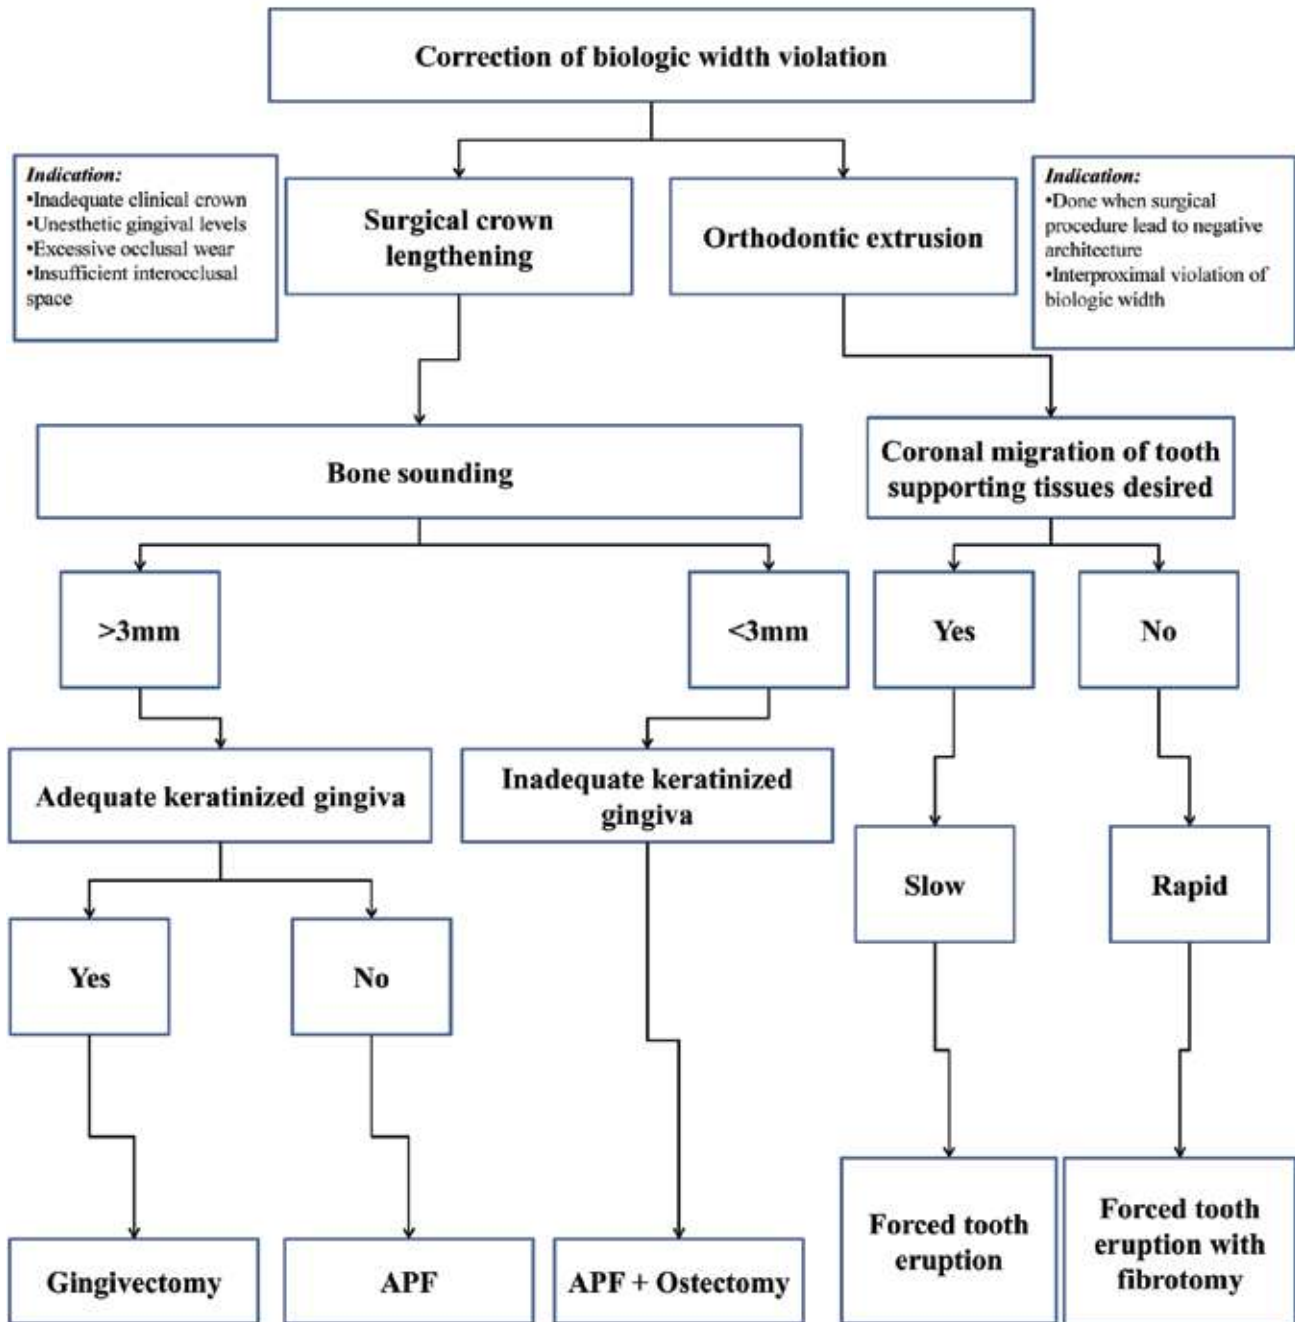 Correction of biologic width violation
Indication:
•Inadequate clinical crown
•Unesthetic gingival levels
•Excessive occlusal wear
•Insufficient interocclusal
space
Surgical crown
lengthening
Orthodontic extrusion
Indication:
•Done when surgical
procedure lead to negative
architecture
•Interproximal violation of
biologic width
Bone sounding
Coronal migration of tooth
supporting tissues desired
>3mm
<3mm
Yes
No
Adequate keratinized gingiva
Inadequate keratinized
gingiva
Slow
Rapid
Yes
No
Gingivectomy
APF
APF + Ostectomy
Forced tooth
eruption
Forced tooth
eruption with
fibrotomy